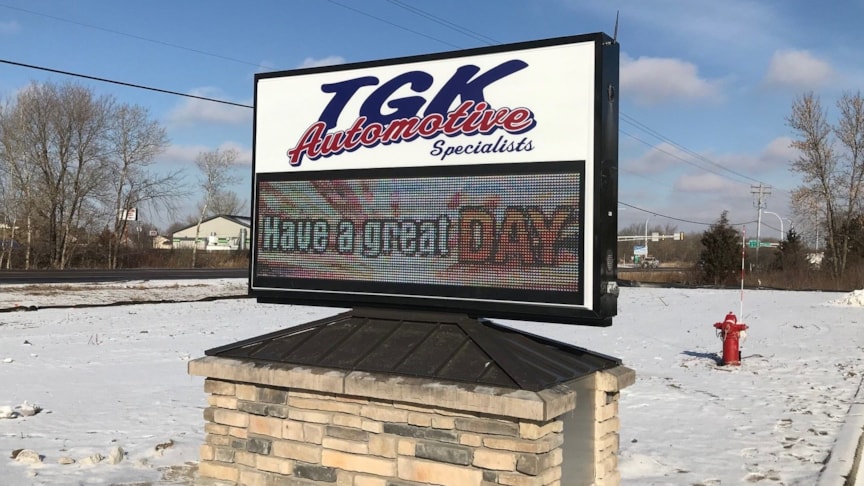 TGK
Automotive
Specialists
Have a great DAY